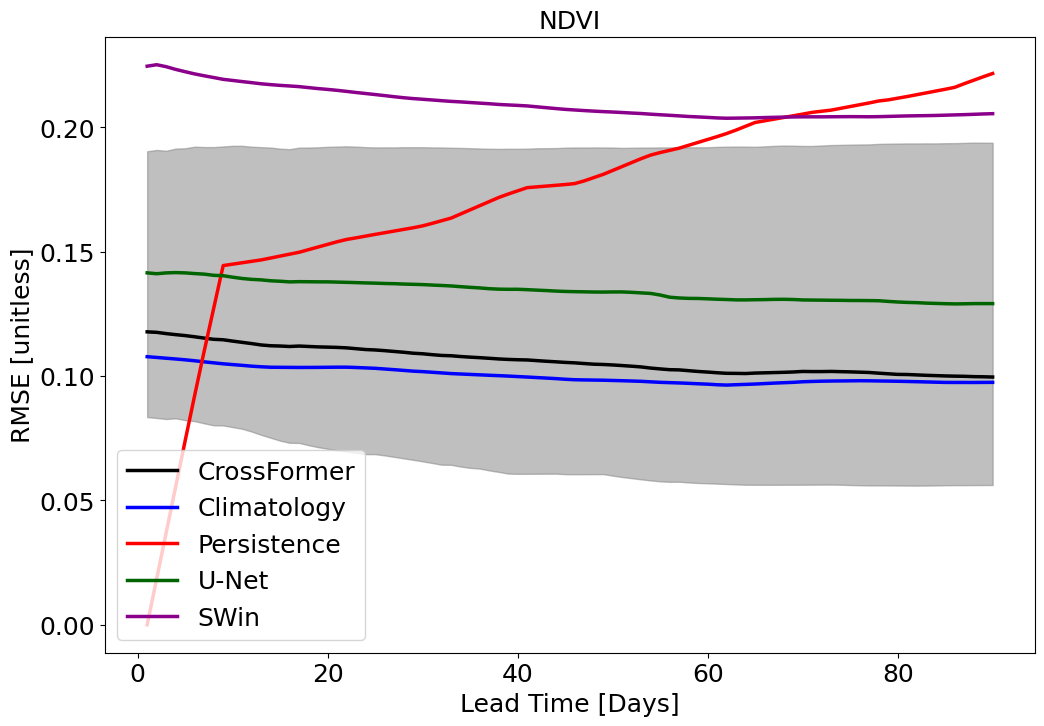 NDVI
RMSE [unitless]
0.20
0.15
0.10
0.05
0.00
CrossFormer
Climatology
Persistence
U-Net
SWin
0 20 40 60 80
Lead Time [Days]